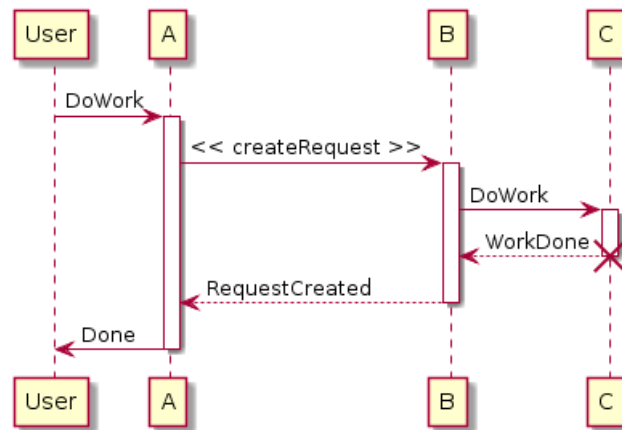 User A B C
DoWork
<< createRequest >>
DoWork
WorkDone
RequestCreated
Done
User A B C